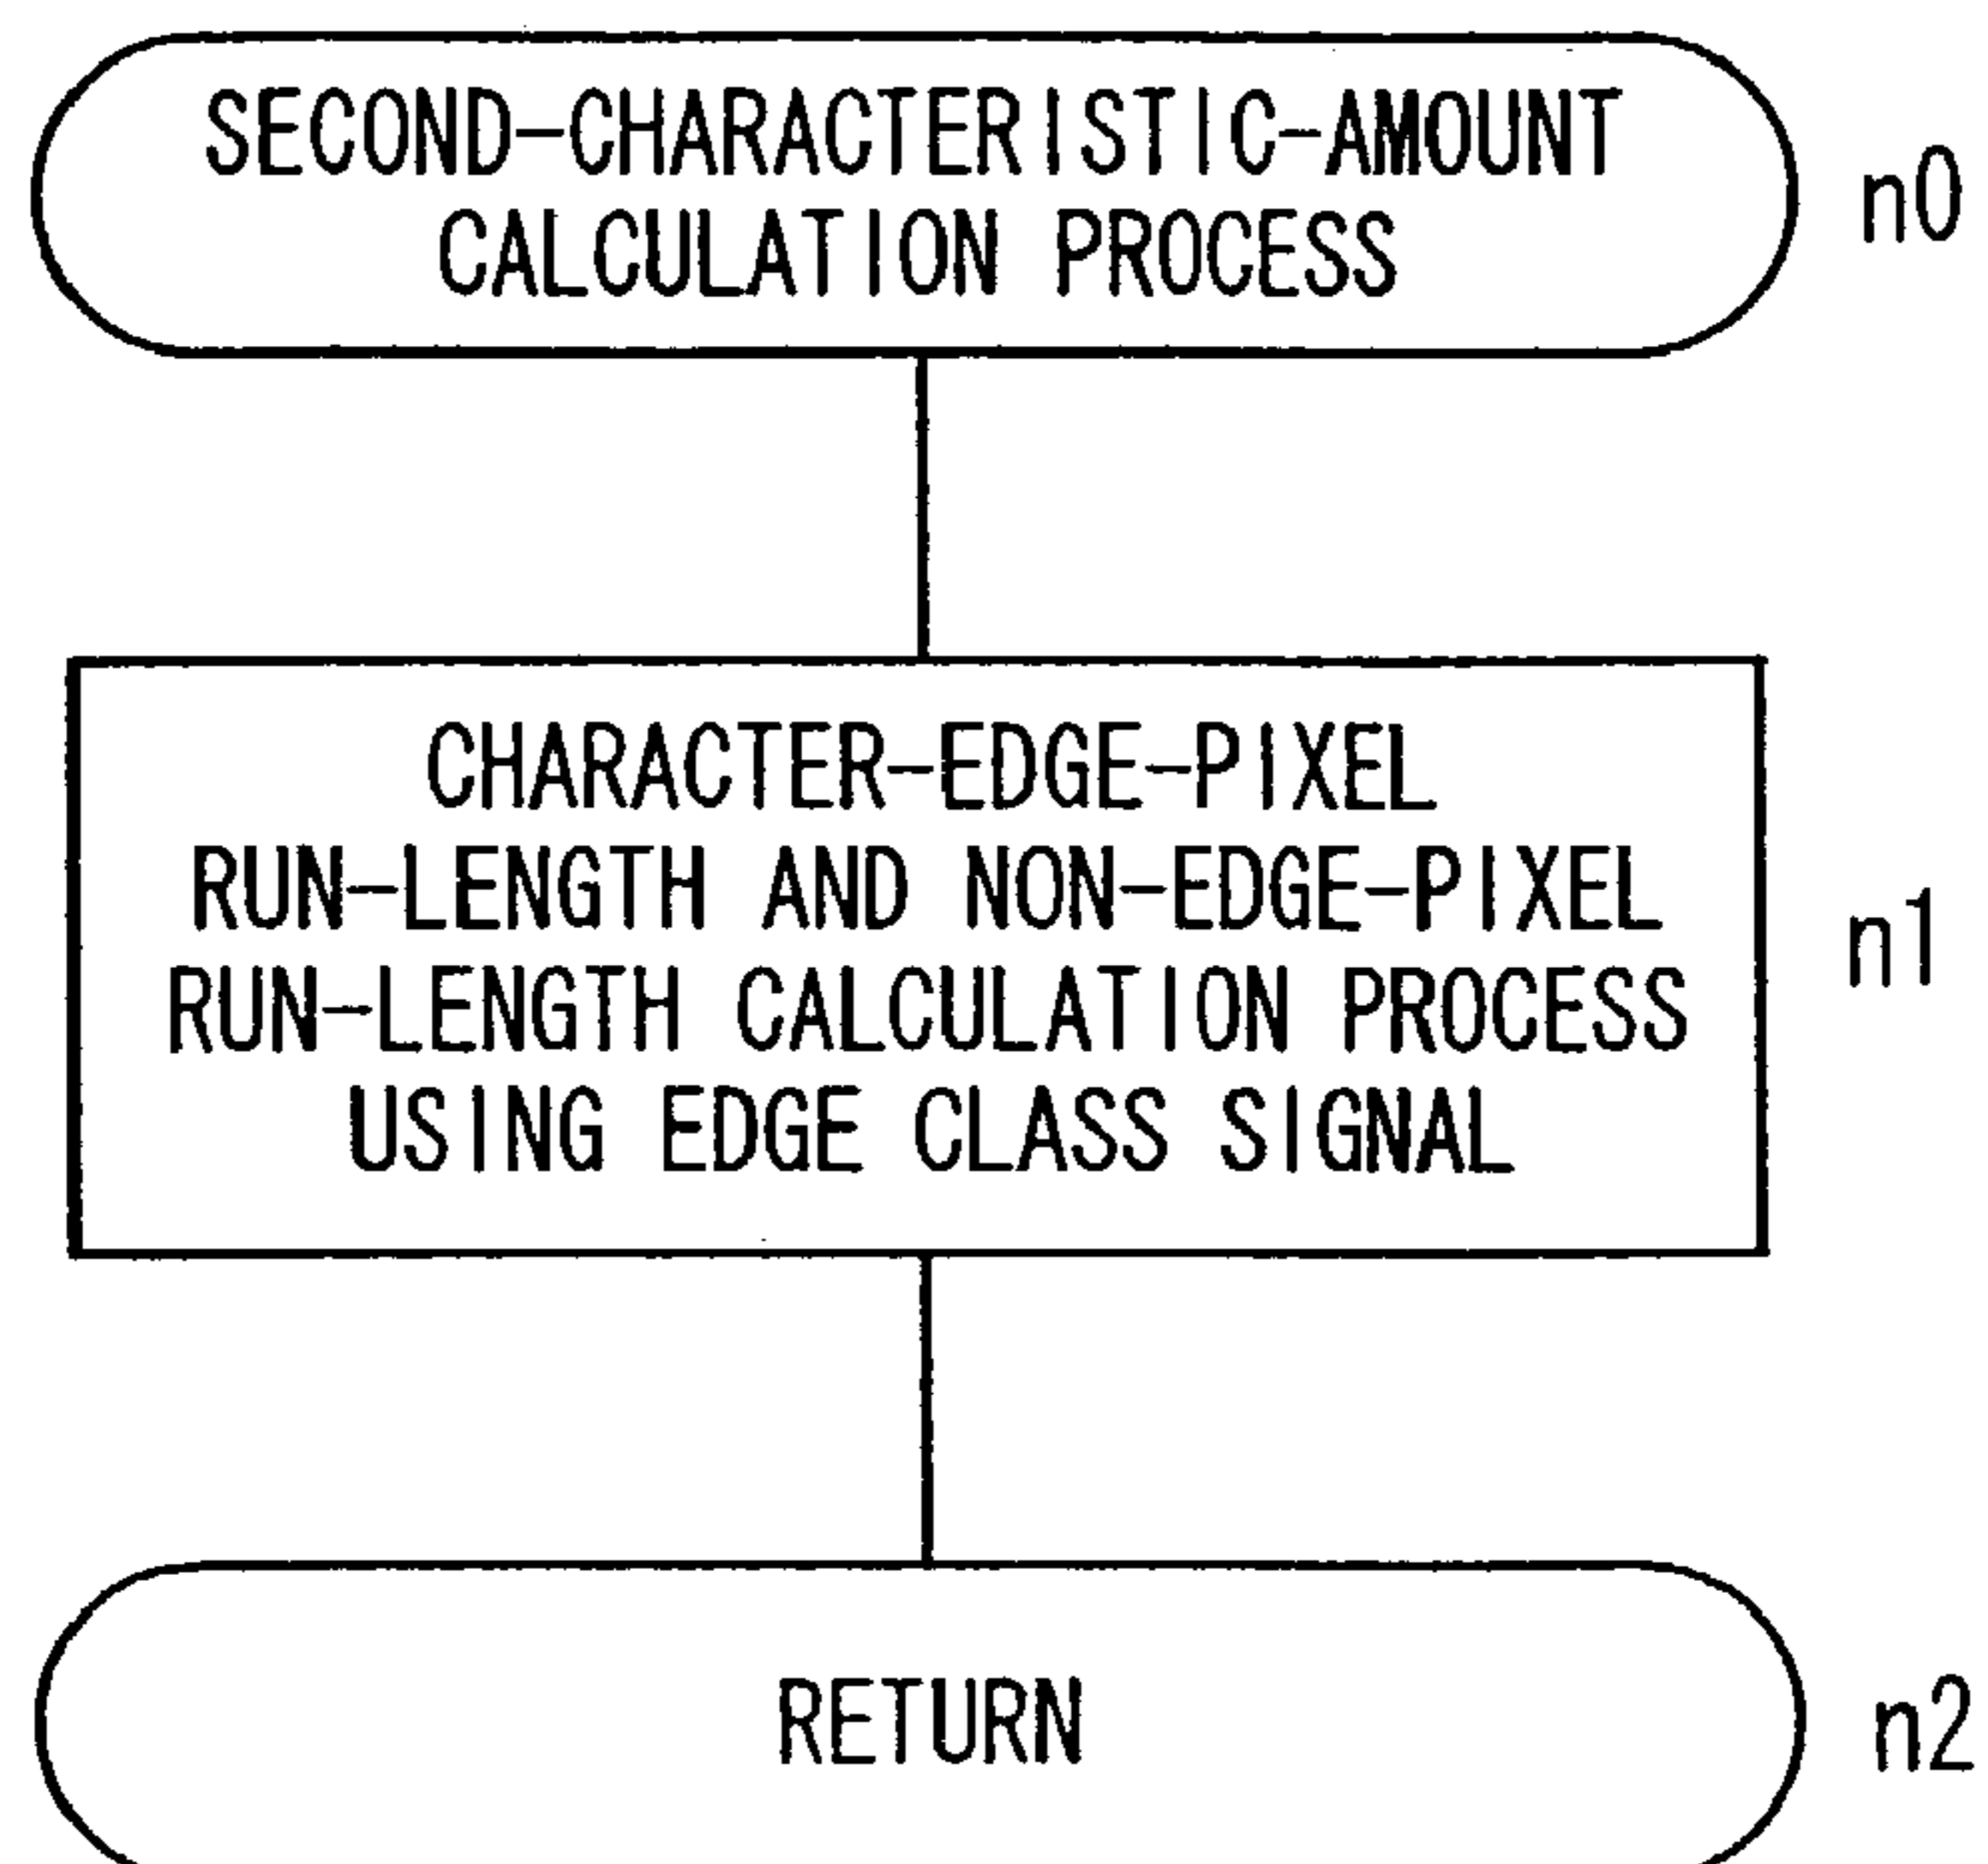 SECOND-CHARACTERISTIC-AMOUNT
CALCULATION PROCESS
n0
CHARACTER-EDGE-PIXEL
RUN-LENGTH AND NON-EDGE-PIXEL
RUN-LENGTH CALCULATION PROCESS
USING EDGE CLASS SIGNAL
n1
RETURN
n2